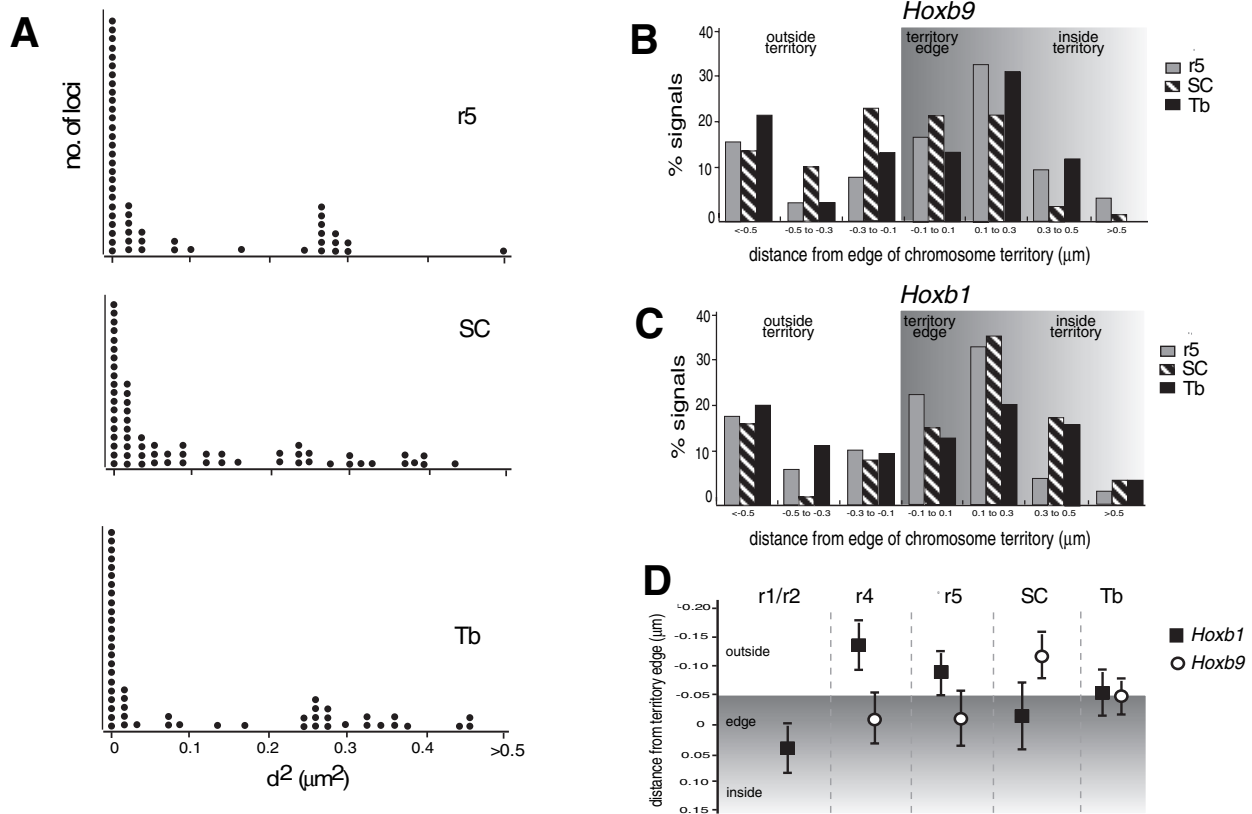 A
no. of loci
r5
SC
Tb
0
0.1
0.2
0.3
0.4
>0.5
d² (µm²)
B
Hoxb9
40
30
20
10
0
% signals
outside
territory
territory
edge
inside
territory
r5
SC
Tb
<-0.5
-0.5 to -0.3
-0.3 to -0.1
-0.1 to 0.1
0.1 to 0.3
0.3 to 0.5
>0.5
distance from edge of chromosome territory (µm)
C
Hoxb1
40
30
20
10
0
% signals
outside
territory
territory
edge
inside
territory
r5
SC
Tb
<-0.5
-0.5 to -0.3
-0.3 to -0.1
-0.1 to 0.1
0.1 to 0.3
0.3 to 0.5
>0.5
distance from edge of chromosome territory (µm)
D
r1/r2
r4
r5
SC
Tb
distance from territory edge (µm)
-0.20
-0.15
-0.10
-0.05
0
0.05
0.10
0.15
outside
edge
inside
Hoxb1
Hoxb9